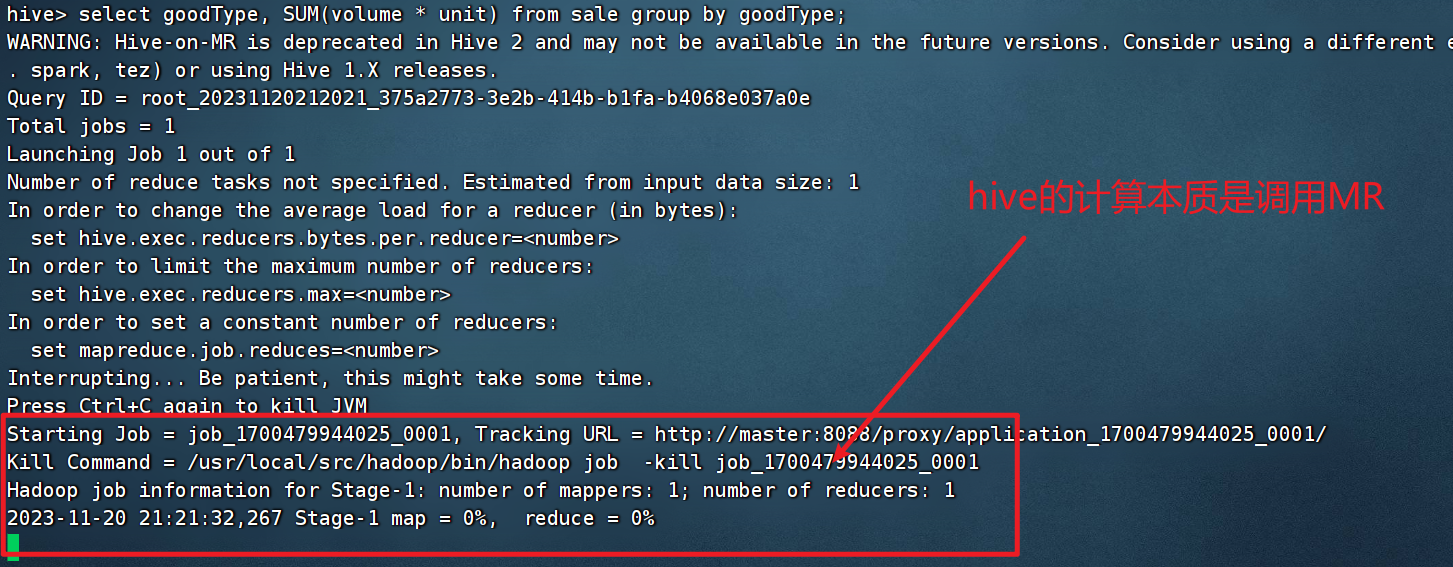 hive> select goodType, SUM(volume * unit) from sale group by goodType;
WARNING: Hive-on-MR is deprecated in Hive 2 and may not be available in the future versions. Consider using a different e
. spark, tez) or using Hive 1.X releases.
Query ID = root_20231120212021_375a2773-3e2b-414b-b1fa-b4068e037a0e
Total jobs = 1
Launching Job 1 out of 1
Number of reduce tasks not specified. Estimated from input data size: 1
hive的计算本质是调用MR
In order to change the average load for a reducer (in bytes):
  set hive.exec.reducers.bytes.per.reducer=<number>
In order to limit the maximum number of reducers:
  set hive.exec.reducers.max=<number>
In order to set a constant number of reducers:
  set mapreduce.job.reduces=<number>
Interrupting... Be patient, this might take some time.
Press Ctrl+C again to kill JVM
Starting Job = job_1700479944025_0001, Tracking URL = http://master:8088/proxy/application_1700479944025_0001/
Kill Command = /usr/local/src/hadoop/bin/hadoop job  -kill job_1700479944025_0001
Hadoop job information for Stage-1: number of mappers: 1; number of reducers: 1
2023-11-20 21:21:32,267 Stage-1 map = 0%,  reduce = 0%